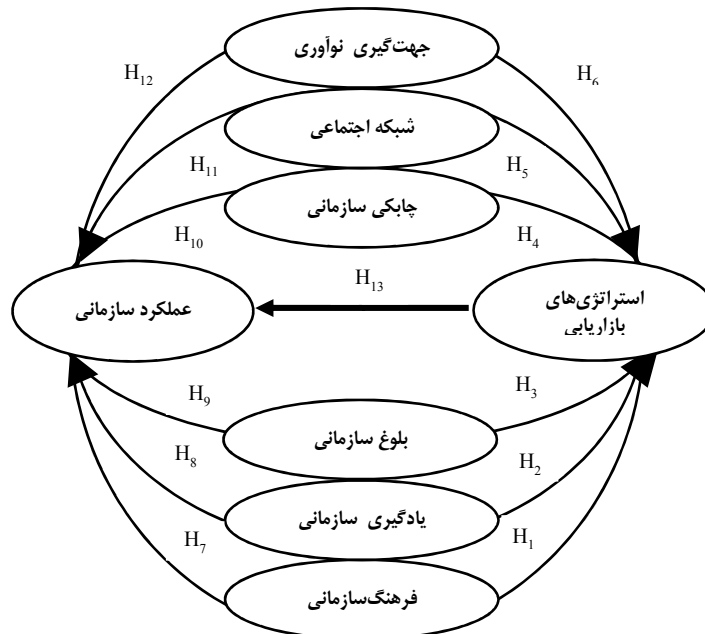 جهت‌گیری نوآوری
H12
H6
شبکه اجتماعی
H11
H5
چابکی سازمانی
H10
H4
H13
استراتژی‌های
بازاریابی
عملکرد سازمانی
H9
H3
بلوغ سازمانی
H8
H2
یادگیری سازمانی
H7
H1
فرهنگ‌سازمانی